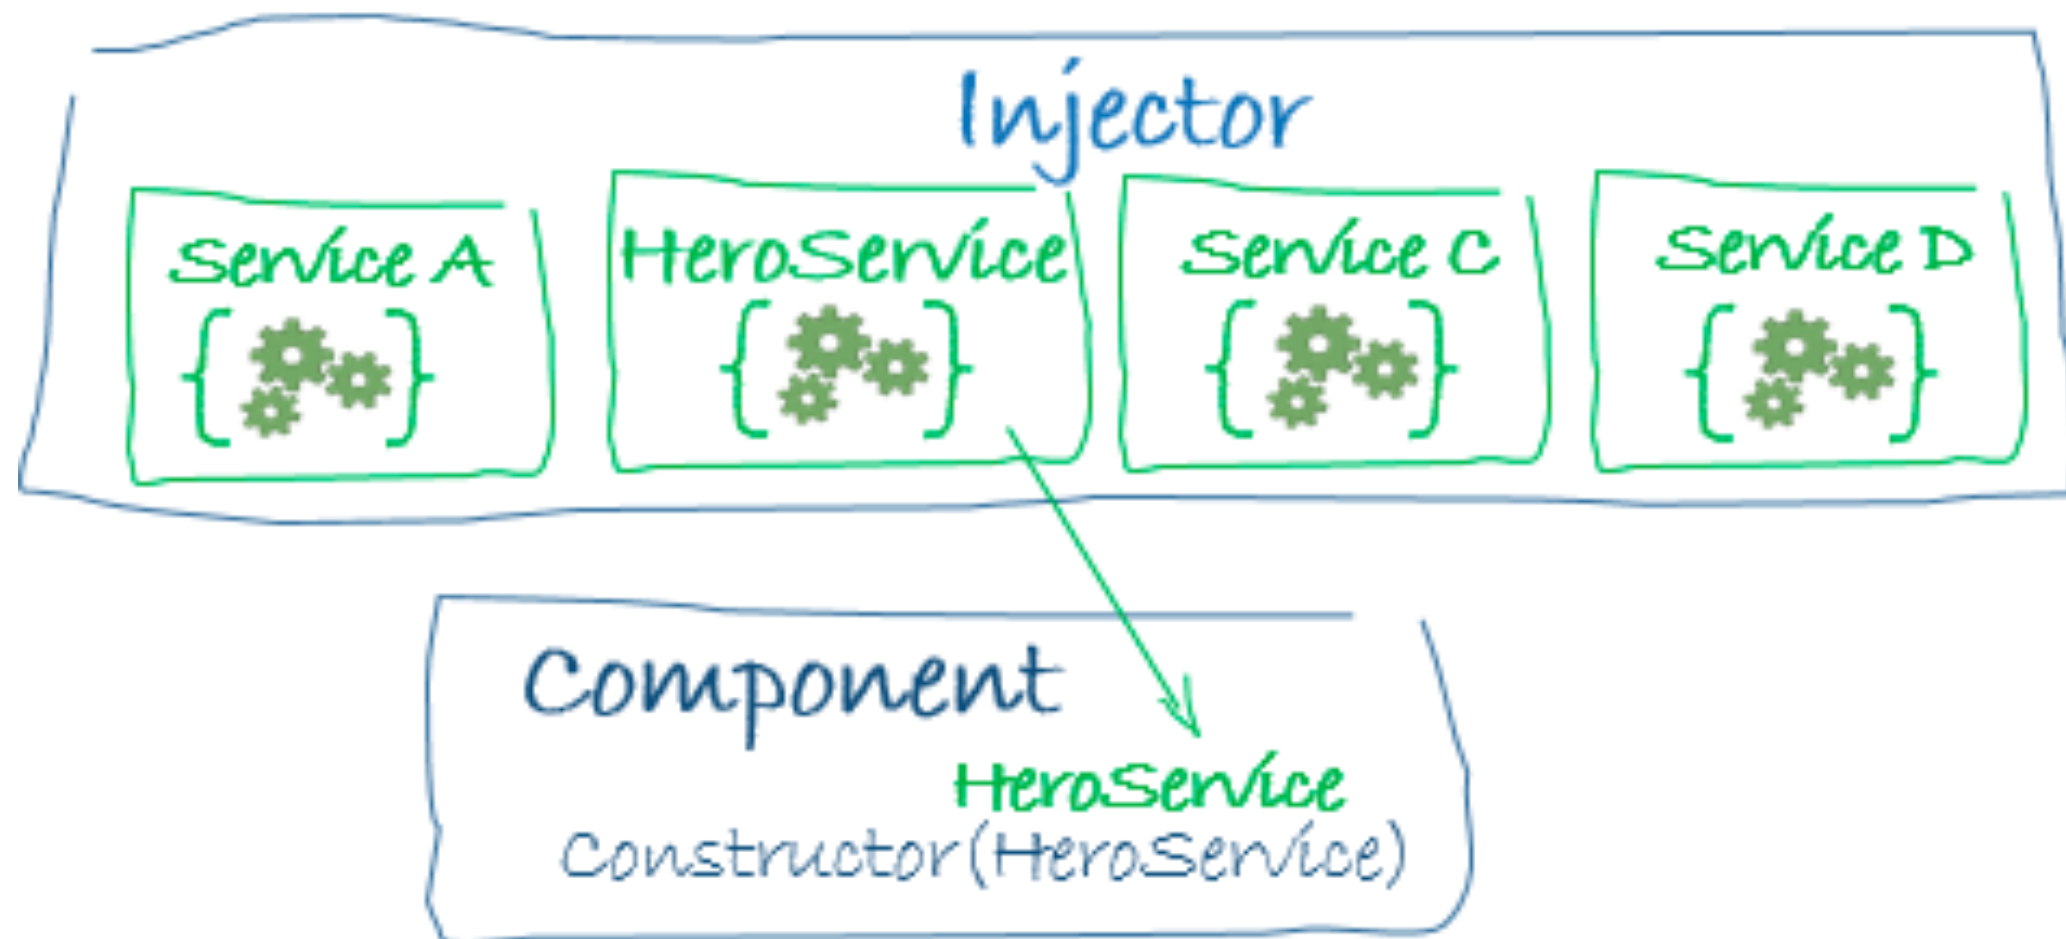 Injector
Service A
HeroService
Service C
Service D
Component
HeroService
Constructor(HeroService)